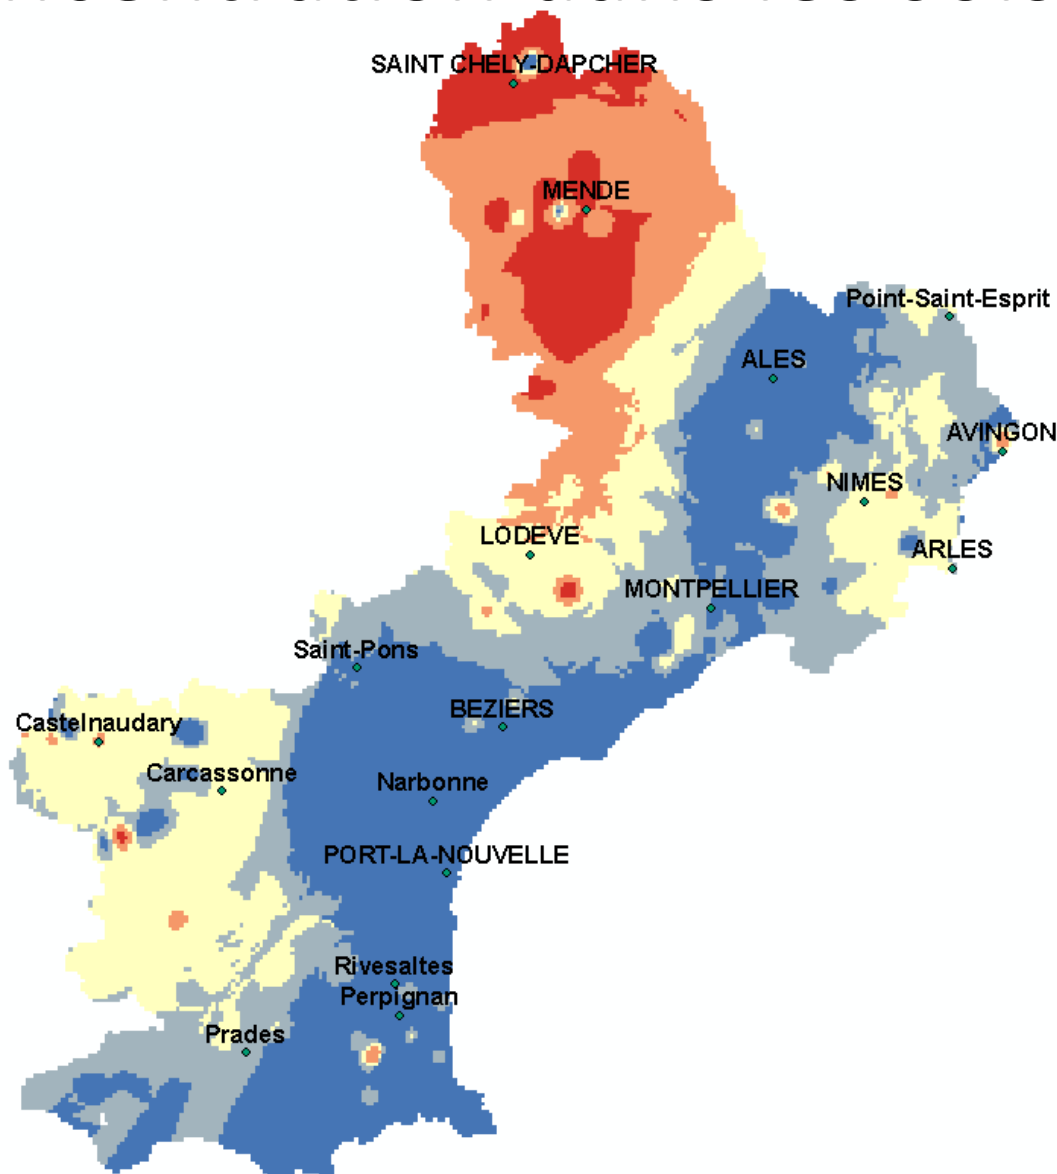 SAINT CHELY-DAPCHER
MENDE
Point-Saint-Esprit
ALES
AVINGON
NIMES
LODEVE
ARLES
MONTPELLIER
Saint-Pons
BEZIERS
Castelnaudary
Carcassonne
Narbonne
PORT-LA-NOUVELLE
Rivesaltes
Perpignan
Prades